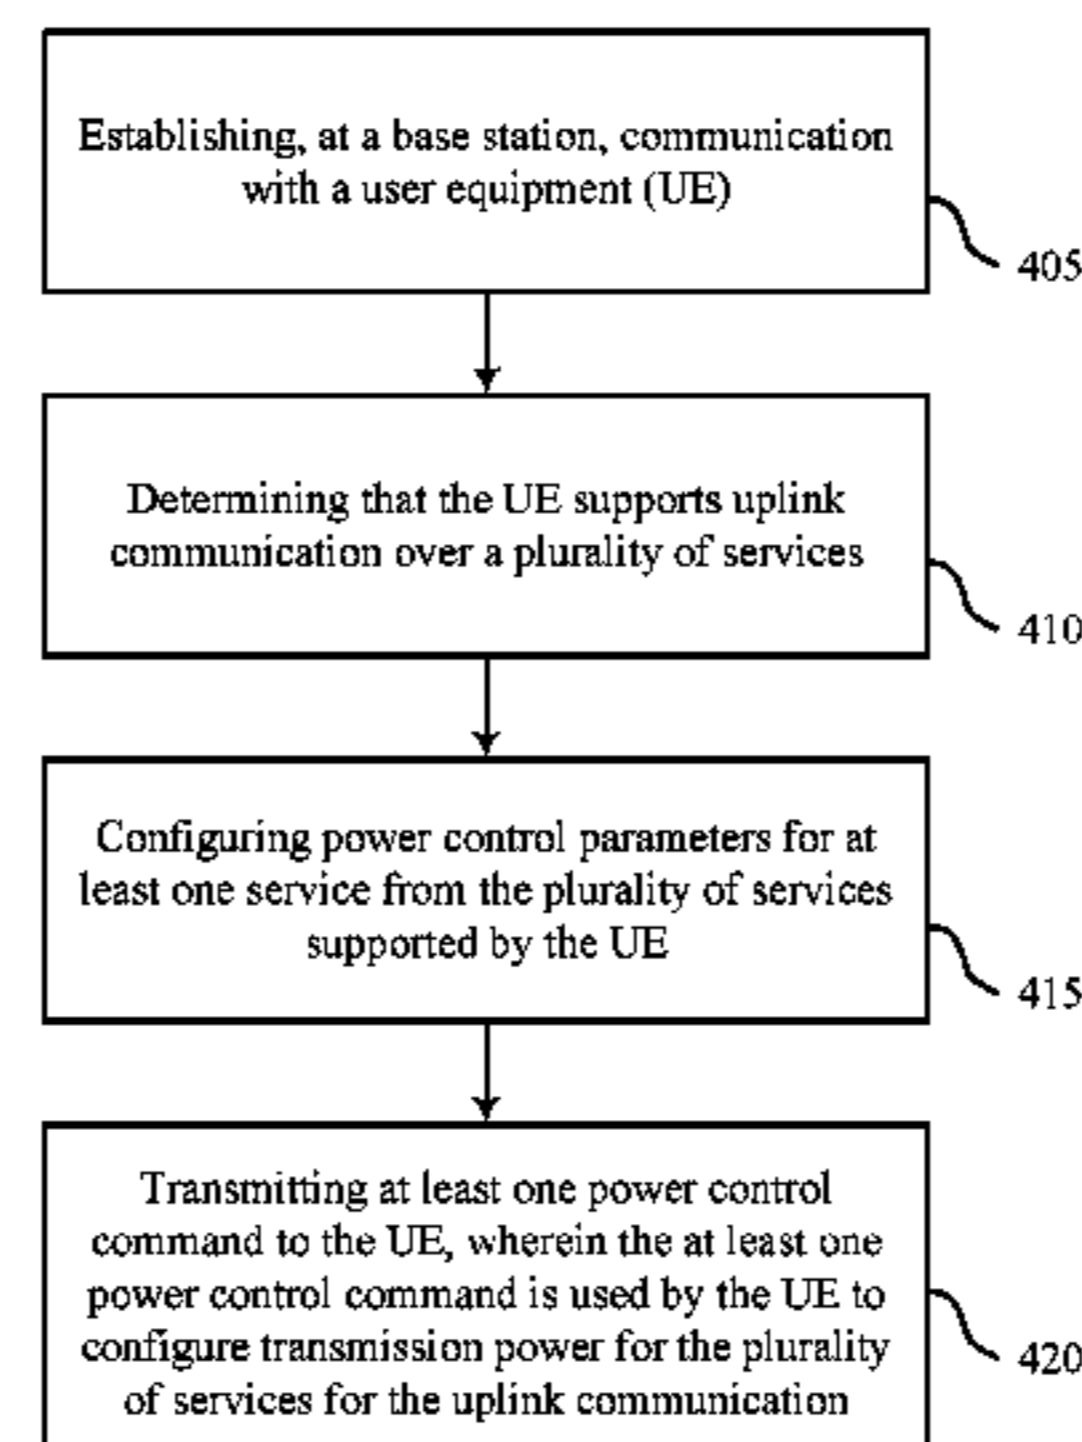 Establishing, at a base station, communication
with a user equipment (UE)
405
Determining that the UE supports uplink
communication over a plurality of services
410
Configuring power control parameters for at
least one service from the plurality of services
supported by the UE
415
Transmitting at least one power control
command to the UE, wherein the at least one
power control command is used by the UE to
configure transmission power for the plurality
of services for the uplink communication
420